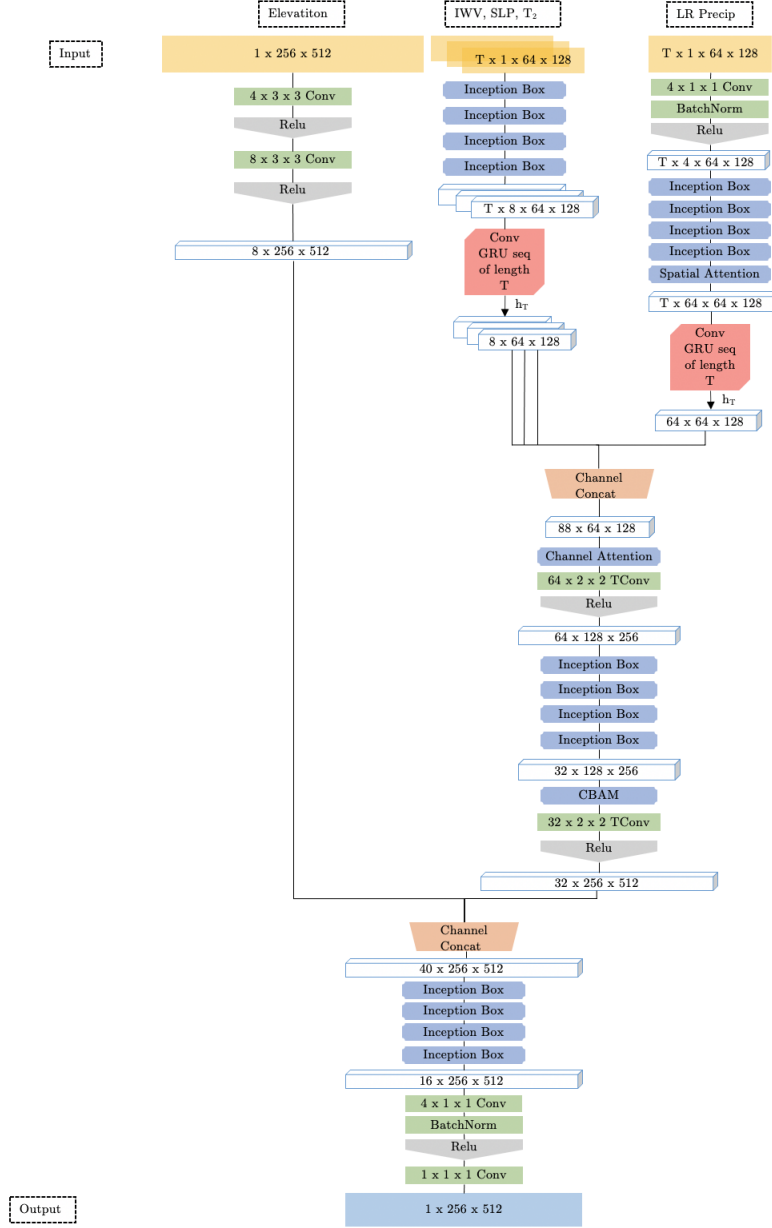 Elevatiton
IWV, SLP, T₂
LR Precip
Input
1 x 256 x 512
T x 1 x 64 x 128
T x 1 x 64 x 128
4 x 3 x 3 Conv
Relu
8 x 3 x 3 Conv
Relu
8 x 256 x 512
Inception Box
Inception Box
Inception Box
Inception Box
T x 8 x 64 x 128
Conv
GRU seq
of length
T
h_T
8 x 64 x 128
4 x 1 x 1 Conv
BatchNorm
Relu
T x 4 x 64 x 128
Inception Box
Inception Box
Inception Box
Inception Box
Spatial Attention
T x 64 x 64 x 128
Conv
GRU seq
of length
T
h_T
64 x 64 x 128
Channel
Concat
88 x 64 x 128
Channel Attention
64 x 2 x 2 TConv
Relu
64 x 128 x 256
Inception Box
Inception Box
Inception Box
Inception Box
32 x 128 x 256
CBAM
32 x 2 x 2 TConv
Relu
32 x 256 x 512
Channel
Concat
40 x 256 x 512
Inception Box
Inception Box
Inception Box
Inception Box
16 x 256 x 512
4 x 1 x 1 Conv
BatchNorm
Relu
1 x 1 x 1 Conv
Output
1 x 256 x 512